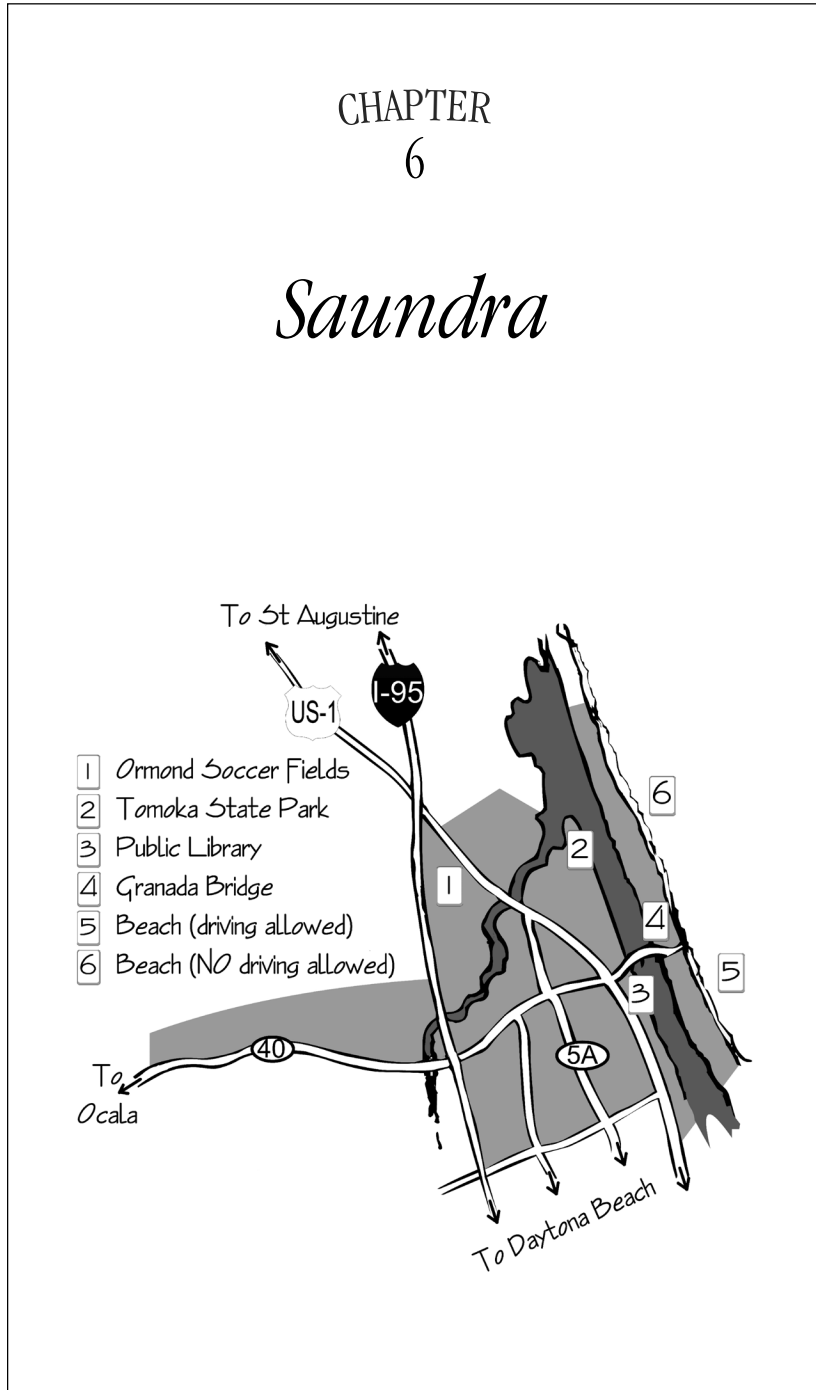 CHAPTER
6
Saundra
To St Augustine
I-95
US-1
1 Ormond Soccer Fields
2 Tomoka State Park
3 Public Library
4 Granada Bridge
5 Beach (driving allowed)
6 Beach (NO driving allowed)
6
2
1
4
5
3
40
5A
To
Ocala
To Daytona Beach